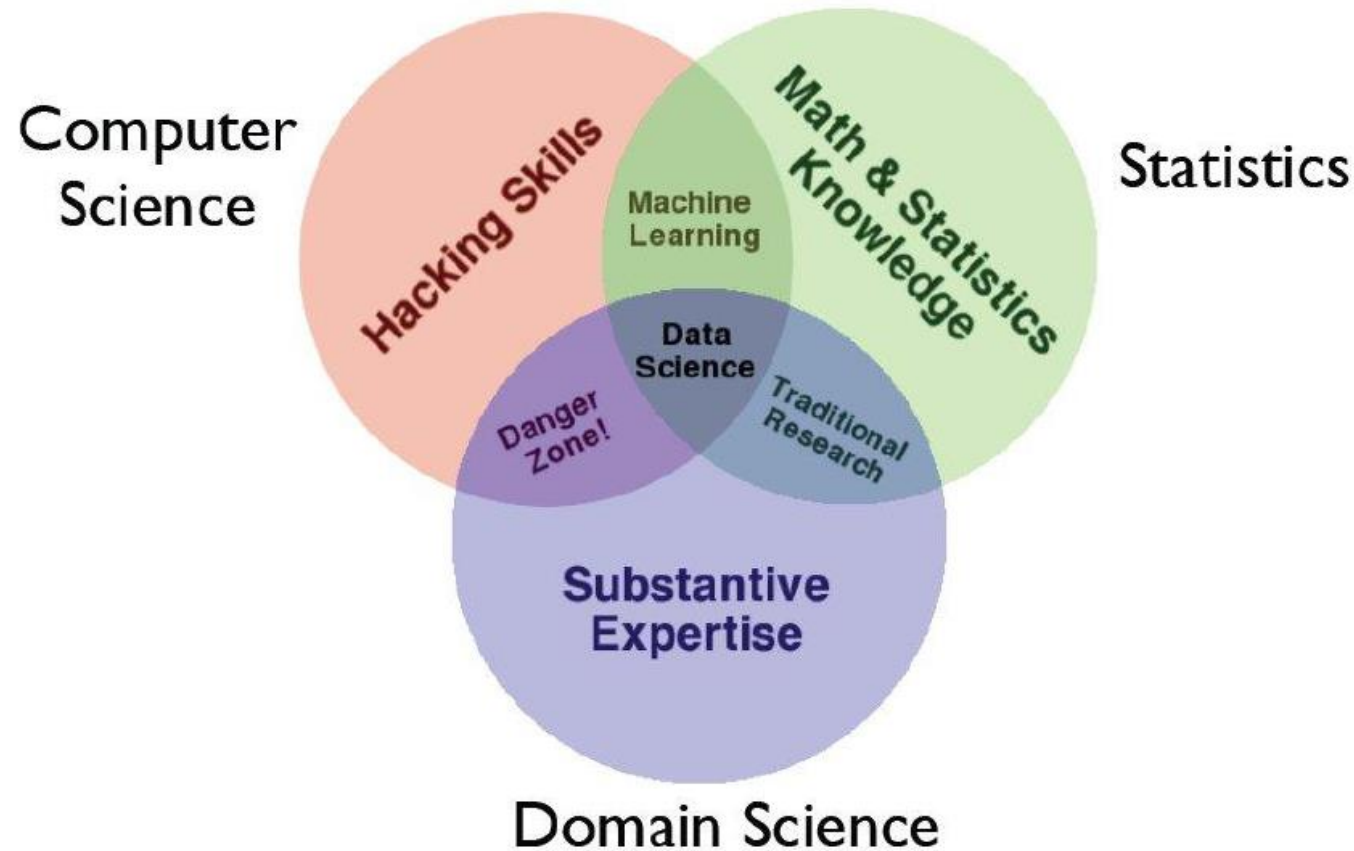 Computer
Science
Hacking Skills
Math & Statistics
Knowledge
Statistics
Machine
Learning
Data
Science
Danger
Zone!
Traditional
Research
Substantive
Expertise
Domain Science